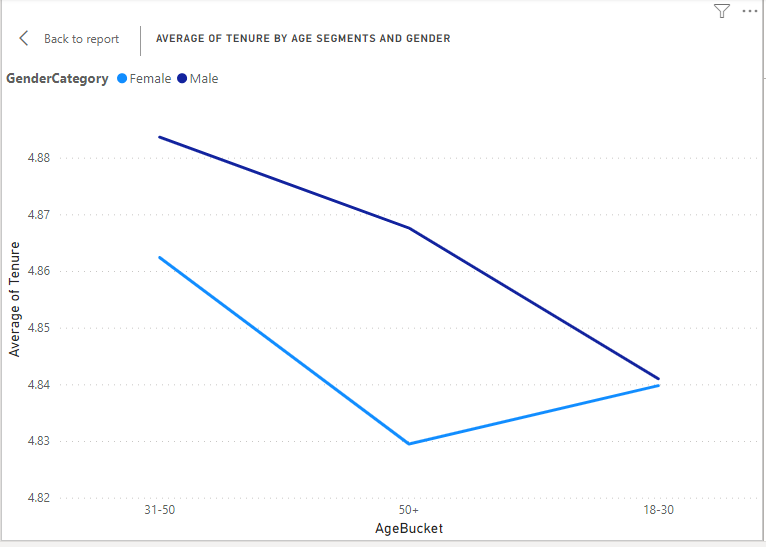 Back to report
AVERAGE OF TENURE BY AGE SEGMENTS AND GENDER
GenderCategory Female Male
Average of Tenure
4.88
4.87
4.86
4.85
4.84
4.83
4.82
31-50 50+ 18-30
AgeBucket